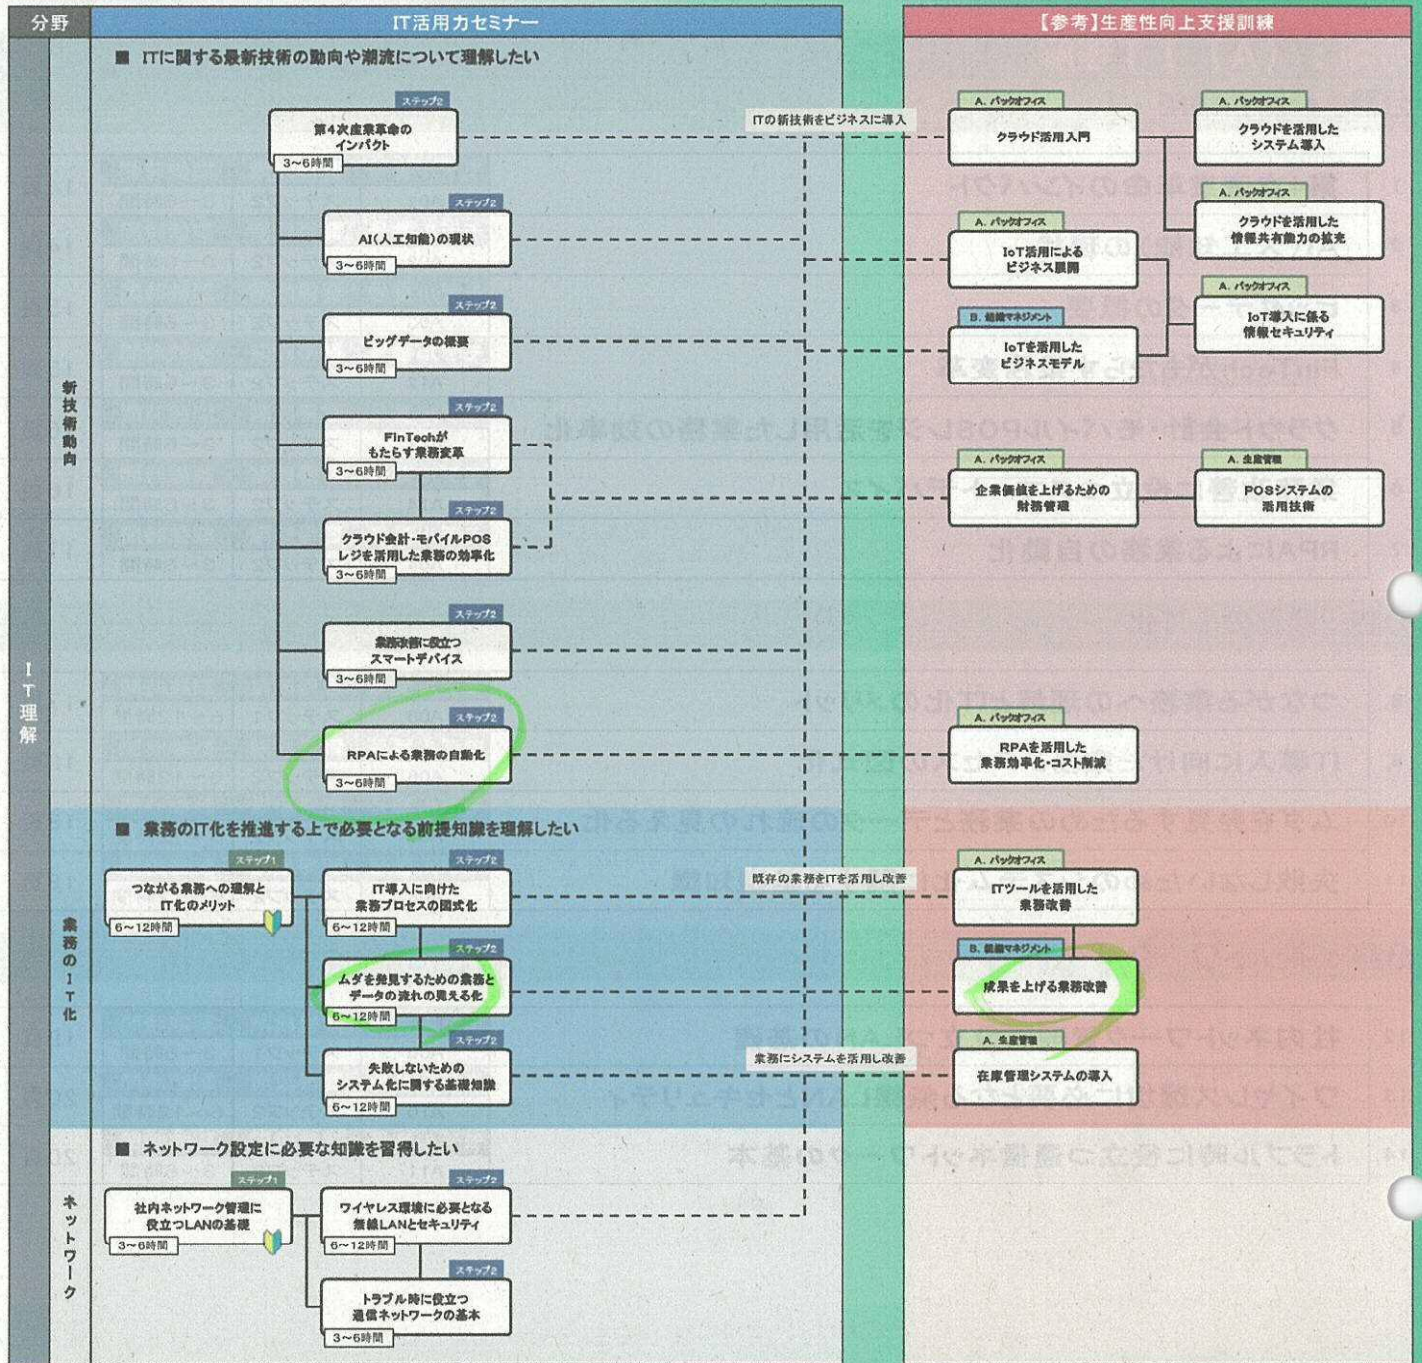 分野
IT活用力セミナー
【参考】生産性向上支援訓練
IT理解
新技術動向
■ ITに関する最新技術の動向や潮流について理解したい
ステップ2
第4次産業革命の
インパクト
3～6時間
ステップ2
AI(人工知能)の現状
3～6時間
ステップ2
ビッグデータの概要
3～6時間
ステップ2
FinTechが
もたらす業務変革
3～6時間
ステップ2
クラウド会計・モバイルPOS
レジを活用した業務の効率化
3～6時間
ステップ2
業務改善に役立つ
スマートデバイス
3～6時間
ステップ2
RPAによる業務の自動化
3～6時間
ITの新技術をビジネスに導入
A. バックオフィス
クラウド活用入門
A. バックオフィス
クラウドを活用した
システム導入
A. バックオフィス
クラウドを活用した
情報共有能力の拡充
A. バックオフィス
IoT活用による
ビジネス展開
B. 組織マネジメント
IoTを活用した
ビジネスモデル
A. バックオフィス
IoT導入に係る
情報セキュリティ
A. バックオフィス
企業価値を上げるための
財務管理
A. 生産管理
POSシステムの
活用技術
A. バックオフィス
RPAを活用した
業務効率化・コスト削減
業務のIT化
■ 業務のIT化を推進する上で必要となる前提知識を理解したい
ステップ1
つながる業務への理解と
IT化のメリット
6～12時間
ステップ2
IT導入に向けた
業務プロセスの図式化
6～12時間
ステップ2
ムダを発見するための業務と
データの流れの見える化
6～12時間
ステップ2
失敗しないための
システム化に関する基礎知識
6～12時間
既存の業務をITを活用し改善
A. バックオフィス
ITツールを活用した
業務改善
B. 組織マネジメント
成果を上げる業務改善
業務にシステムを活用し改善
A. 生産管理
在庫管理システムの導入
ネットワーク
■ ネットワーク設定に必要な知識を習得したい
ステップ1
社内ネットワーク管理に
役立つLANの基礎
3～6時間
ステップ2
ワイヤレス環境に必要となる
無線LANとセキュリティ
6～12時間
ステップ2
トラブル時に役立つ
通信ネットワークの基本
3～6時間